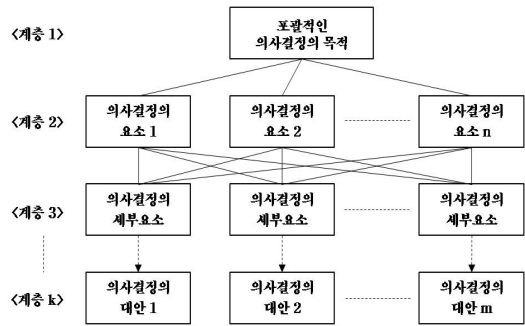 <계층 1>
포괄적인
의사결정의 목적
<계층 2>
의사결정의
요소 1
의사결정의
요소 2
의사결정의
요소 n
<계층 3>
의사결정의
세부요소
의사결정의
세부요소
의사결정의
세부요소
<계층 k>
의사결정의
대안 1
의사결정의
대안 2
의사결정의
대안 m